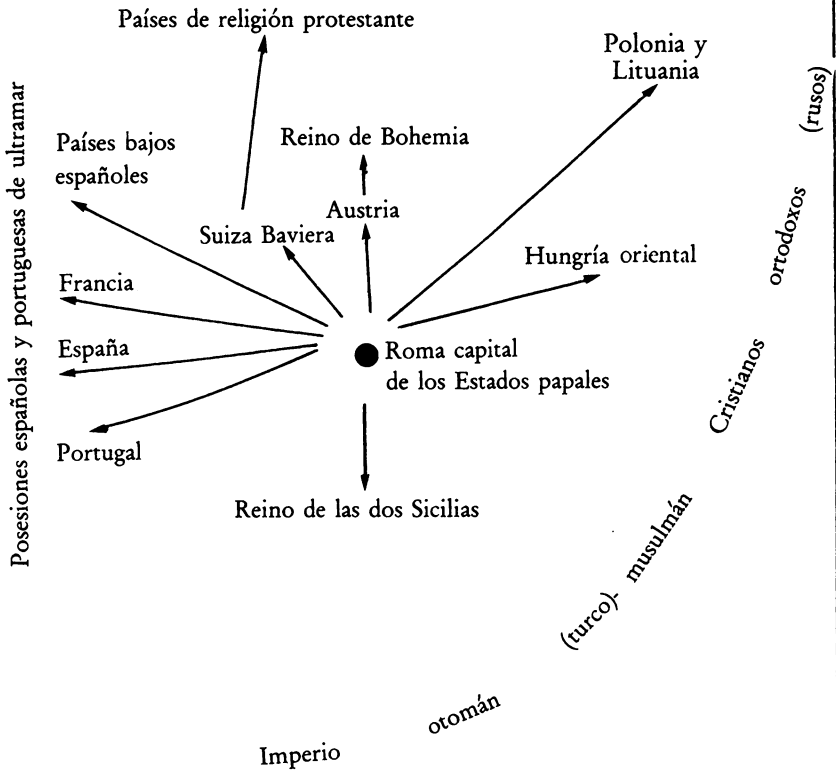 Países de religión protestante
Polonia y
Lituania
(rusos)
Posesiones españolas y portuguesas de ultramar
Países bajos
españoles
Reino de Bohemia
Austria
Suiza Baviera
Hungría oriental
ortodoxos
Francia
España
Roma capital
de los Estados papales
Cristianos
Portugal
Reino de las dos Sicilias
(turco)- musulmán
Imperio otomán